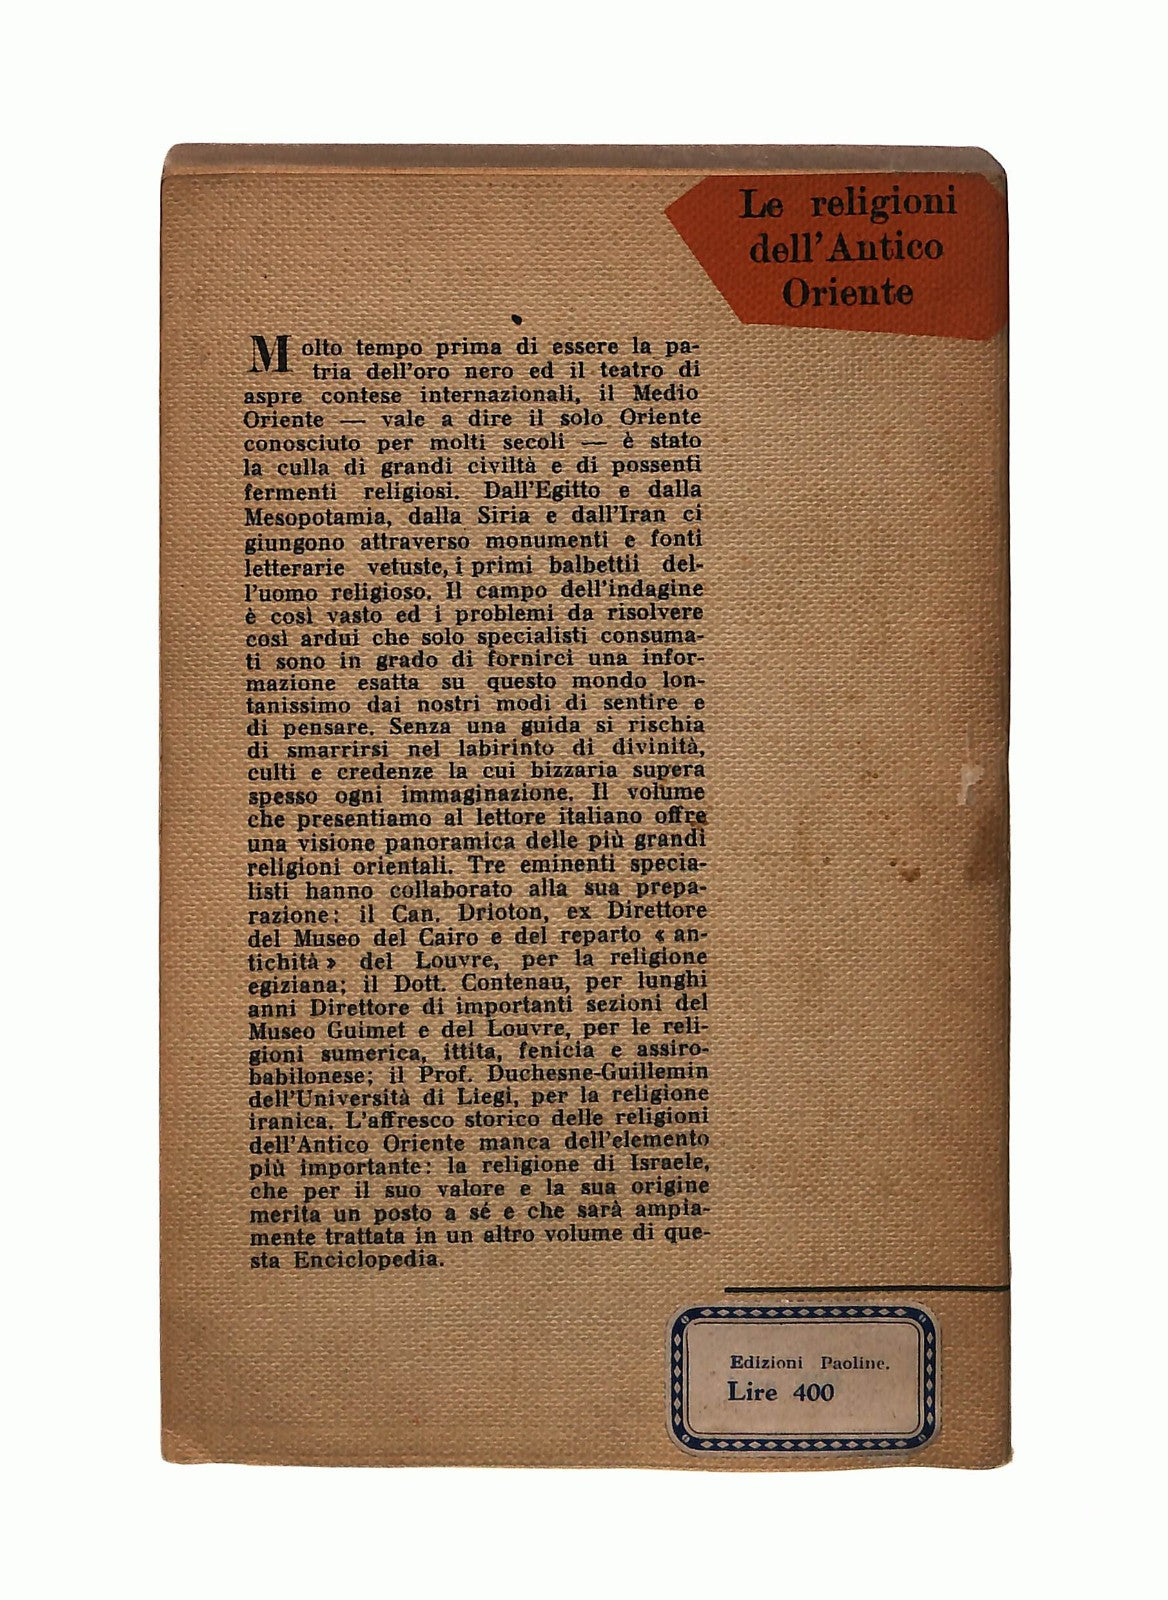 Le religioni
dell'Antico
Oriente
Molto tempo prima di essere la pa-
tria dell'oro nero ed il teatro di
aspre contese internazionali, il Medio
Oriente — vale a dire il solo Oriente
conosciuto per molti secoli — è stato
la culla di grandi civiltà e di possenti
fermenti religiosi. Dall'Egitto e dalla
Mesopotamia, dalla Siria e dall'Iran ci
giungono attraverso monumenti e fonti
letterarie vetuste, i primi balbettii del-
l'uomo religioso. Il campo dell'indagine
è così vasto ed i problemi da risolvere
così ardui che solo specialisti consuma-
ti sono in grado di fornirci una infor-
mazione esatta su questo mondo lon-
tanissimo dai nostri modi di sentire e
di pensare. Senza una guida si rischia
di smarrirsi nel labirinto di divinità,
culti e credenze la cui bizzaria supera
spesso ogni immaginazione. Il volume
che presentiamo al lettore italiano offre
una visione panoramica delle più grandi
religioni orientali. Tre eminenti specia-
listi hanno collaborato alla sua prepa-
razione: il Can. Drioton, ex Direttore
del Museo del Cairo e del reparto « an-
tichità » del Louvre, per la religione
egiziana; il Dott. Contenau, per lunghi
anni Direttore di importanti sezioni del
Museo Guimet e del Louvre, per le reli-
gioni sumerica, ittita, fenicia e assiro-
babilonese; il Prof. Duchesne-Guillemin
dell'Università di Liegi, per la religione
iranica. L'affresco storico delle religioni
dell'Antico Oriente manca dell'elemento
più importante: la religione di Israele,
che per il suo valore e la sua origine
merita un posto a sé e che sarà ampia-
mente trattata in un altro volume di que-
sta Enciclopedia.
Edizioni Paoline.
Lire 400